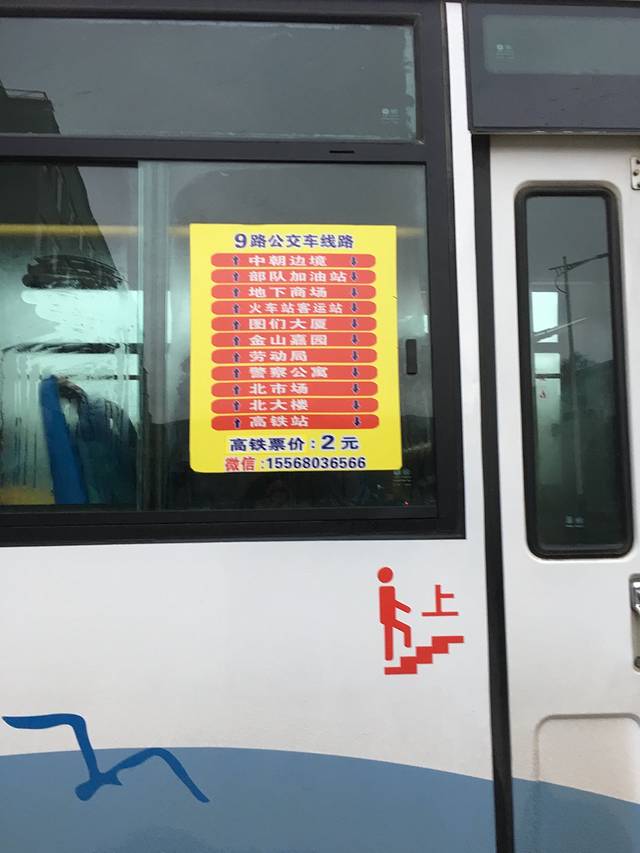 9路公交车线路
↑ 中朝边境 ↓
↑ 部队加油站 ↓
↑ 地下商场 ↓
↑ 火车站客运站 ↓
↑ 图们大厦 ↓
↑ 金山嘉园 ↓
↑ 劳动局 ↓
↑ 警察公寓 ↓
↑ 北市场 ↓
↑ 北大楼 ↓
↑ 高铁站 ↓
高铁票价:2元
微信:15568036566
上